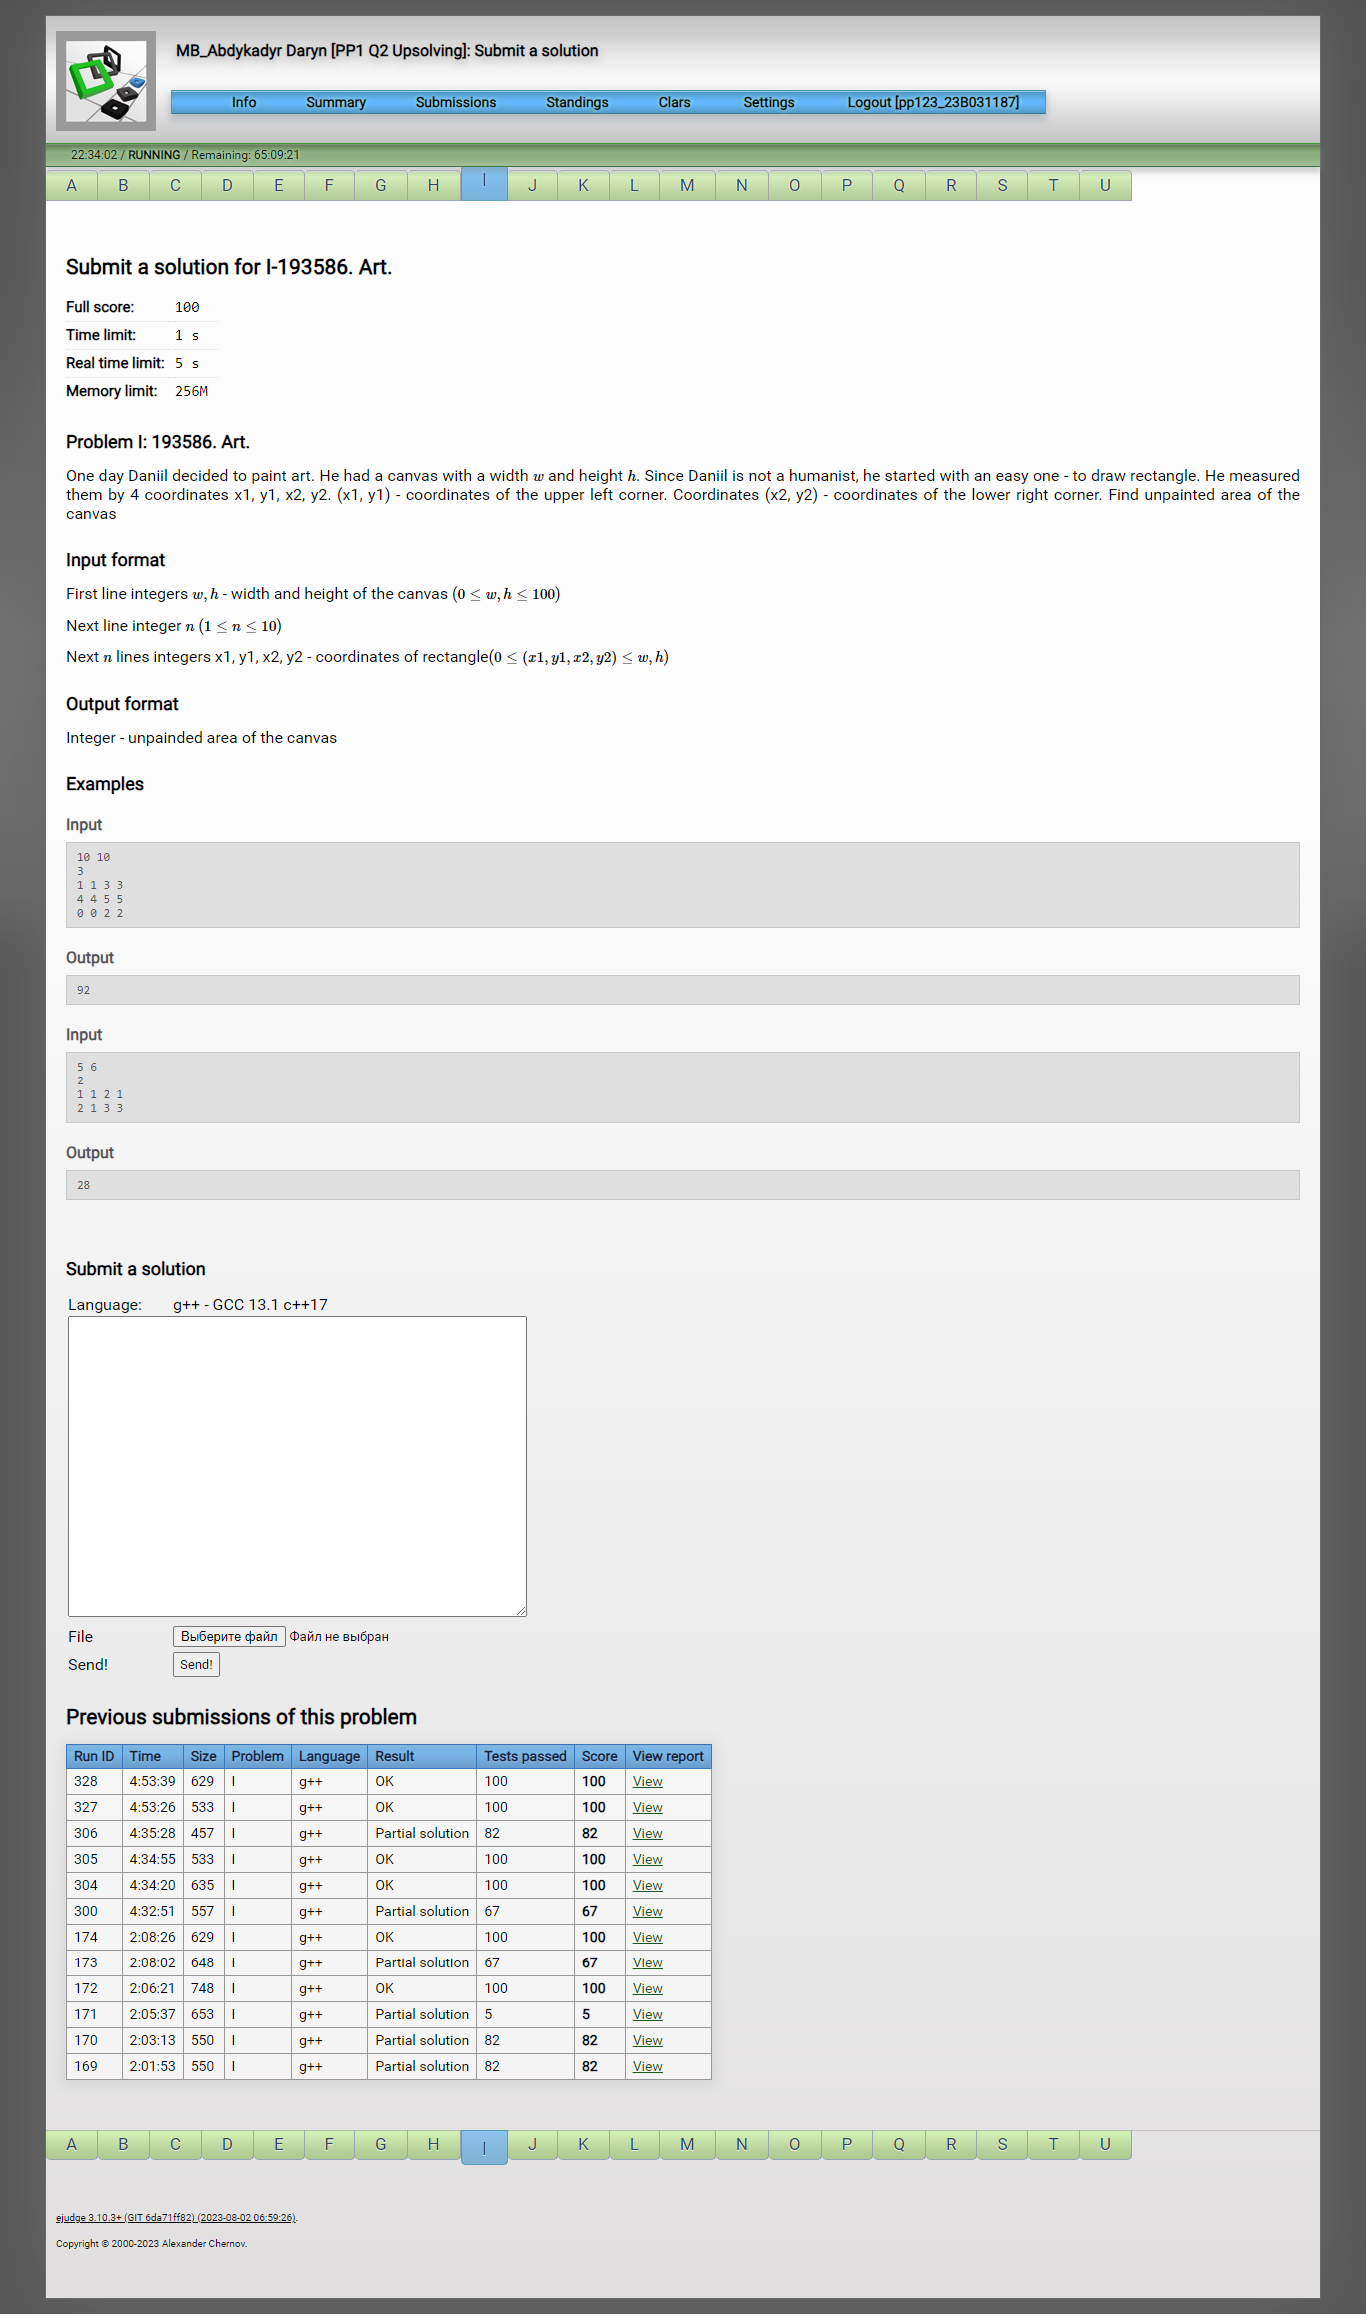 MB_Abdykadyr Daryn [PP1 Q2 Upsolving]: Submit a solution
Info Summary Submissions Standings Clars Settings Logout [pp123_23B031187]
22:34:02 / RUNNING / Remaining: 65:09:21
A B C D E F G H I J K L M N O P Q R S T U
Submit a solution for I-193586. Art.
Full score: 100
Time limit: 1 s
Real time limit: 5 s
Memory limit: 256M
Problem I: 193586. Art.
One day Daniil decided to paint art. He had a canvas with a width w and height h. Since Daniil is not a humanist, he started with an easy one - to draw rectangle. He measured
them by 4 coordinates x1, y1, x2, y2. (x1, y1) - coordinates of the upper left corner. Coordinates (x2, y2) - coordinates of the lower right corner. Find unpainted area of the
canvas
Input format
First line integers w, h - width and height of the canvas (0 ≤ w, h ≤ 100)
Next line integer n (1 ≤ n ≤ 10)
Next n lines integers x1, y1, x2, y2 - coordinates of rectangle(0 ≤ (x1, y1, x2, y2) ≤ w, h)
Output format
Integer - unpainded area of the canvas
Examples
Input
10 10
3
1 1 3 3
4 4 5 5
0 0 2 2
Output
92
Input
5 6
2
1 1 2 1
2 1 3 3
Output
28
Submit a solution
Language: g++ - GCC 13.1 c++17
File Выберите файл Файл не выбран
Send! Send!
Previous submissions of this problem
Run ID Time Size Problem Language Result Tests passed Score View report
328 4:53:39 629 I g++ OK 100 100 View
327 4:53:26 533 I g++ OK 100 100 View
306 4:35:28 457 I g++ Partial solution 82 82 View
305 4:34:55 533 I g++ OK 100 100 View
304 4:34:20 635 I g++ OK 100 100 View
300 4:32:51 557 I g++ Partial solution 67 67 View
174 2:08:26 629 I g++ OK 100 100 View
173 2:08:02 648 I g++ Partial solution 67 67 View
172 2:06:21 748 I g++ OK 100 100 View
171 2:05:37 653 I g++ Partial solution 5 5 View
170 2:03:13 550 I g++ Partial solution 82 82 View
169 2:01:53 550 I g++ Partial solution 82 82 View
A B C D E F G H I J K L M N O P Q R S T U
ejudge 3.10.3+ (GIT 6da71ff82) (2023-08-02 06:59:26).
Copyright © 2000-2023 Alexander Chernov.